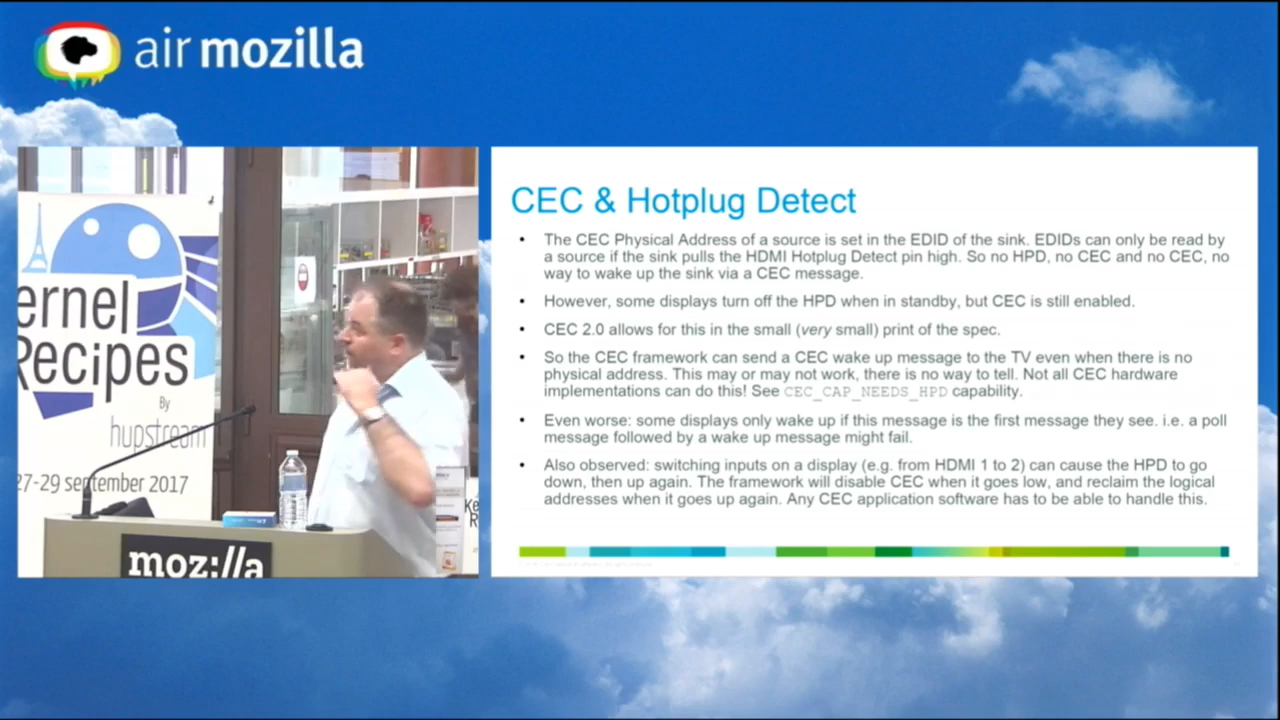 air mozilla
ernel
Recipes
By
hupstream
27-29 september 2017
moz://a
CEC & Hotplug Detect
• The CEC Physical Address of a source is set in the EDID of the sink. EDIDs can only be read by
a source if the sink pulls the HDMI Hotplug Detect pin high. So no HPD, no CEC and no CEC, no
way to wake up the sink via a CEC message.
• However, some displays turn off the HPD when in standby, but CEC is still enabled.
• CEC 2.0 allows for this in the small (very small) print of the spec.
• So the CEC framework can send a CEC wake up message to the TV even when there is no
physical address. This may or may not work, there is no way to tell. Not all CEC hardware
implementations can do this! See CEC_CAP_NEEDS_HPD capability.
• Even worse: some displays only wake up if this message is the first message they see. i.e. a poll
message followed by a wake up message might fail.
• Also observed: switching inputs on a display (e.g. from HDMI 1 to 2) can cause the HPD to go
down, then up again. The framework will disable CEC when it goes low, and reclaim the logical
addresses when it goes up again. Any CEC application software has to be able to handle this.